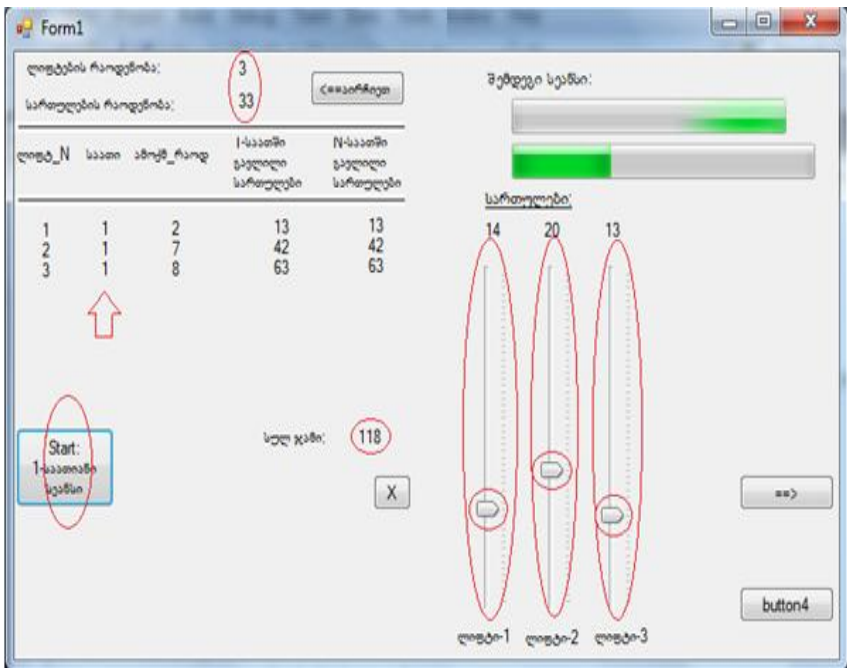 Form1
ლიფტების რაოდენობა: 3
სართულების რაოდენობა: 33
<==აირჩიეთ
ლიფტ_N საათი ამოქმ_რაოდ I-საათში გავლილი სართულები N-საათში გავლილი სართულები
1 1 2 13 13
2 1 7 42 42
3 1 8 63 63
Start:
1-საათიანი
სეანსი
სულ ჯამი: 118
X
შემდეგი სეანსი:
სართულები:
14 20 13
ლიფტი-1 ლიფტი-2 ლიფტი-3
==>
button4